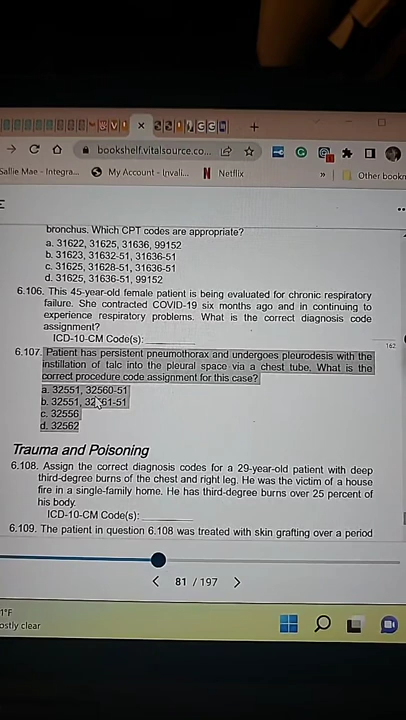 bookshelf.vitalsource.co...
Sallie Mae - Integra...
My Account - Invali...
Netflix
»
Other bookm
bronchus. Which CPT codes are appropriate?
a. 31622, 31625, 31636, 99152
b. 31623, 31632-51, 31636-51
c. 31625, 31628-51, 31636-51
d. 31625, 31636-51, 99152
6.106. This 45-year-old female patient is being evaluated for chronic respiratory
failure. She contracted COVID-19 six months ago and in continuing to
experience respiratory problems. What is the correct diagnosis code
assignment?
ICD-10-CM Code(s):
162
6.107. Patient has persistent pneumothorax and undergoes pleurodesis with the
instillation of talc into the pleural space via a chest tube. What is the
correct procedure code assignment for this case?
a. 32551, 32560-51
b. 32551, 32561-51
c. 32556
d. 32562
Trauma and Poisoning
6.108. Assign the correct diagnosis codes for a 29-year-old patient with deep
third-degree burns of the chest and right leg. He was the victim of a house
fire in a single-family home. He has third-degree burns over 25 percent of
his body.
ICD-10-CM Code(s):
6.109. The patient in question 6.108 was treated with skin grafting over a period
81 / 197
1°F
ostly clear